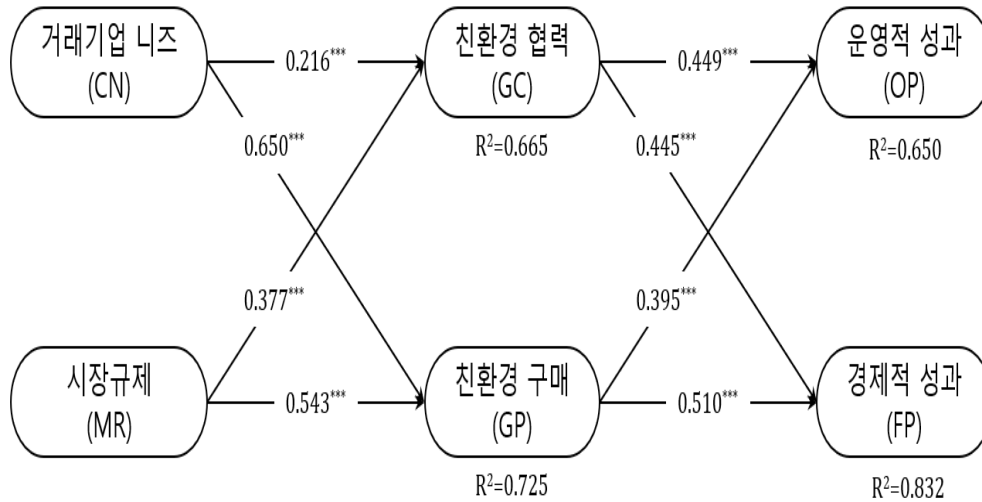 거래기업 니즈
(CN)
0.216***
친환경 협력
(GC)
0.449***
운영적 성과
(OP)
0.650***
R²=0.665
0.445***
R²=0.650
0.377***
0.395***
시장규제
(MR)
0.543***
친환경 구매
(GP)
0.510***
경제적 성과
(FP)
R²=0.725
R²=0.832